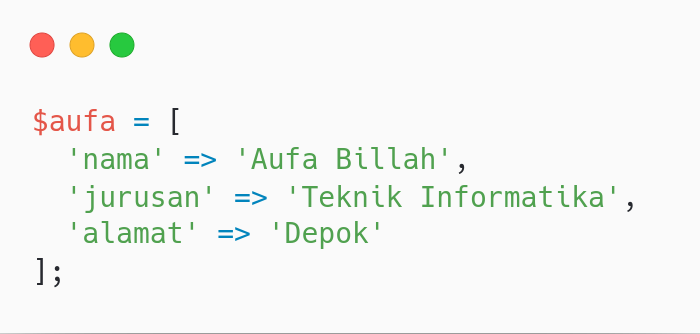 $aufa = [
  'nama' => 'Aufa Billah',
  'jurusan' => 'Teknik Informatika',
  'alamat' => 'Depok'
];